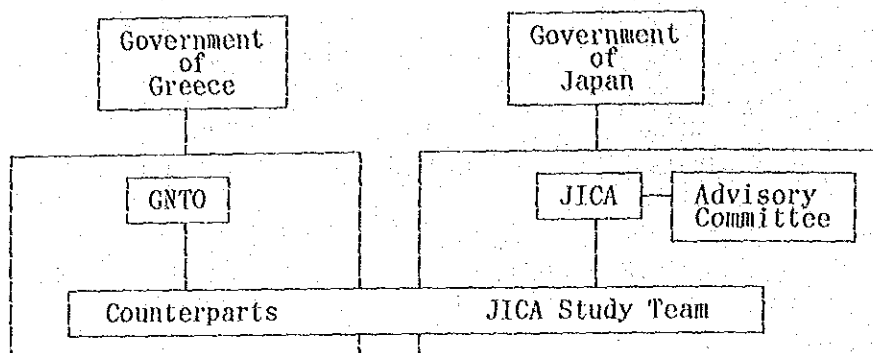 Government
of
Greece
Government
of
Japan
GNTO
JICA
Advisory
Committee
Counterparts
JICA Study Team